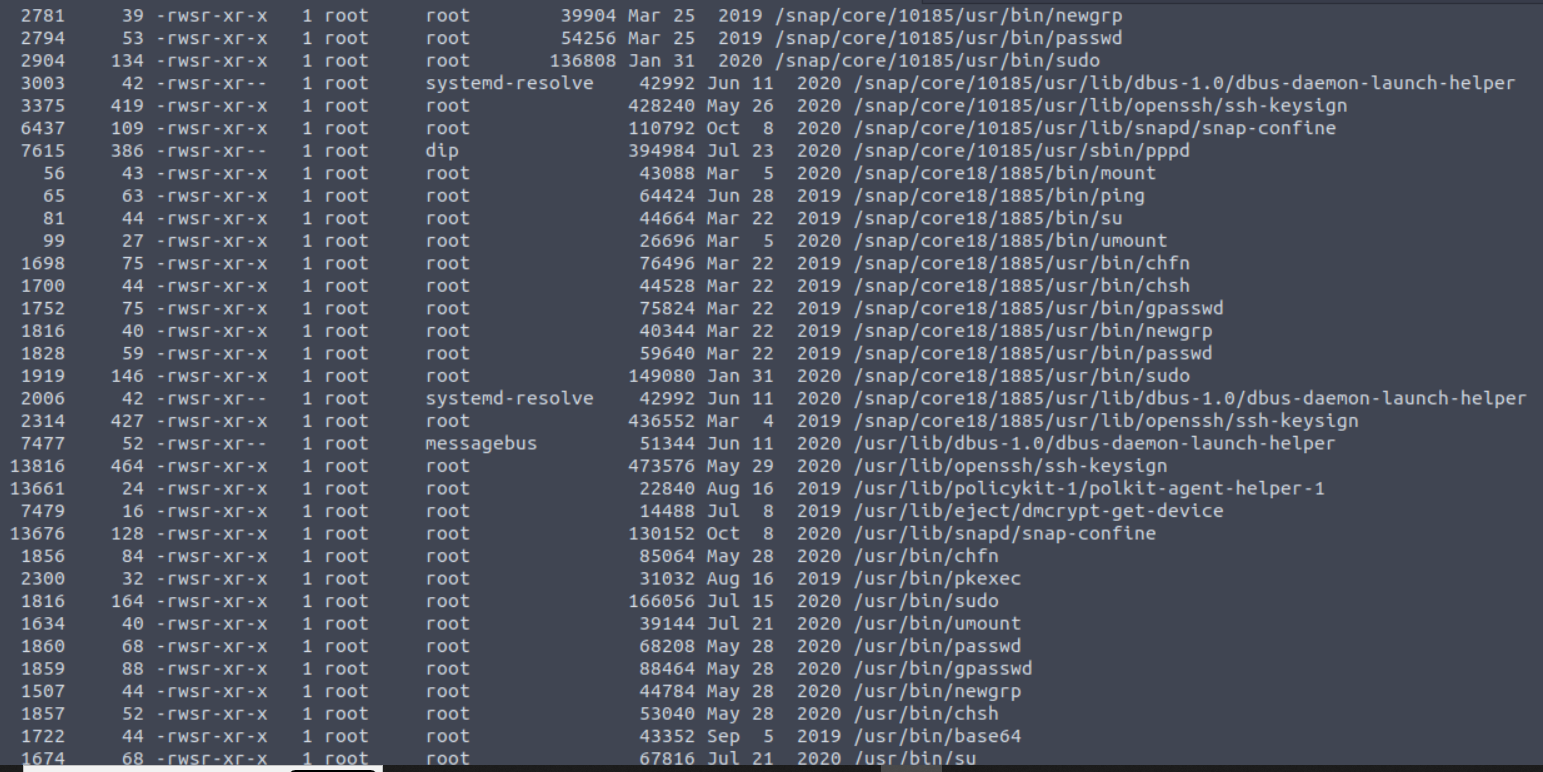 2781 39 -rwsr-xr-x 1 root root 39904 Mar 25 2019 /snap/core/10185/usr/bin/newgrp
2794 53 -rwsr-xr-x 1 root root 54256 Mar 25 2019 /snap/core/10185/usr/bin/passwd
2904 134 -rwsr-xr-x 1 root root 136808 Jan 31 2020 /snap/core/10185/usr/bin/sudo
3003 42 -rwsr-xr-- 1 root systemd-resolve 42992 Jun 11 2020 /snap/core/10185/usr/lib/dbus-1.0/dbus-daemon-launch-helper
3375 419 -rwsr-xr-x 1 root root 428240 May 26 2020 /snap/core/10185/usr/lib/openssh/ssh-keysign
6437 109 -rwsr-xr-x 1 root root 110792 Oct 8 2020 /snap/core/10185/usr/lib/snapd/snap-confine
7615 386 -rwsr-xr-- 1 root dip 394984 Jul 23 2020 /snap/core/10185/usr/sbin/pppd
56 43 -rwsr-xr-x 1 root root 43088 Mar 5 2020 /snap/core18/1885/bin/mount
65 63 -rwsr-xr-x 1 root root 64424 Jun 28 2019 /snap/core18/1885/bin/ping
81 44 -rwsr-xr-x 1 root root 44664 Mar 22 2019 /snap/core18/1885/bin/su
99 27 -rwsr-xr-x 1 root root 26696 Mar 5 2020 /snap/core18/1885/bin/umount
1698 75 -rwsr-xr-x 1 root root 76496 Mar 22 2019 /snap/core18/1885/usr/bin/chfn
1700 44 -rwsr-xr-x 1 root root 44528 Mar 22 2019 /snap/core18/1885/usr/bin/chsh
1752 75 -rwsr-xr-x 1 root root 75824 Mar 22 2019 /snap/core18/1885/usr/bin/gpasswd
1816 40 -rwsr-xr-x 1 root root 40344 Mar 22 2019 /snap/core18/1885/usr/bin/newgrp
1828 59 -rwsr-xr-x 1 root root 59640 Mar 22 2019 /snap/core18/1885/usr/bin/passwd
1919 146 -rwsr-xr-x 1 root root 149080 Jan 31 2020 /snap/core18/1885/usr/bin/sudo
2006 42 -rwsr-xr-- 1 root systemd-resolve 42992 Jun 11 2020 /snap/core18/1885/usr/lib/dbus-1.0/dbus-daemon-launch-helper
2314 427 -rwsr-xr-x 1 root root 436552 Mar 4 2019 /snap/core18/1885/usr/lib/openssh/ssh-keysign
7477 52 -rwsr-xr-- 1 root messagebus 51344 Jun 11 2020 /usr/lib/dbus-1.0/dbus-daemon-launch-helper
13816 464 -rwsr-xr-x 1 root root 473576 May 29 2020 /usr/lib/openssh/ssh-keysign
13661 24 -rwsr-xr-x 1 root root 22840 Aug 16 2019 /usr/lib/policykit-1/polkit-agent-helper-1
7479 16 -rwsr-xr-x 1 root root 14488 Jul 8 2019 /usr/lib/eject/dmcrypt-get-device
13676 128 -rwsr-xr-x 1 root root 130152 Oct 8 2020 /usr/lib/snapd/snap-confine
1856 84 -rwsr-xr-x 1 root root 85064 May 28 2020 /usr/bin/chfn
2300 32 -rwsr-xr-x 1 root root 31032 Aug 16 2019 /usr/bin/pkexec
1816 164 -rwsr-xr-x 1 root root 166056 Jul 15 2020 /usr/bin/sudo
1634 40 -rwsr-xr-x 1 root root 39144 Jul 21 2020 /usr/bin/umount
1860 68 -rwsr-xr-x 1 root root 68208 May 28 2020 /usr/bin/passwd
1859 88 -rwsr-xr-x 1 root root 88464 May 28 2020 /usr/bin/gpasswd
1507 44 -rwsr-xr-x 1 root root 44784 May 28 2020 /usr/bin/newgrp
1857 52 -rwsr-xr-x 1 root root 53040 May 28 2020 /usr/bin/chsh
1722 44 -rwsr-xr-x 1 root root 43352 Sep 5 2019 /usr/bin/base64
1674 68 -rwsr-xr-x 1 root root 67816 Jul 21 2020 /usr/bin/su